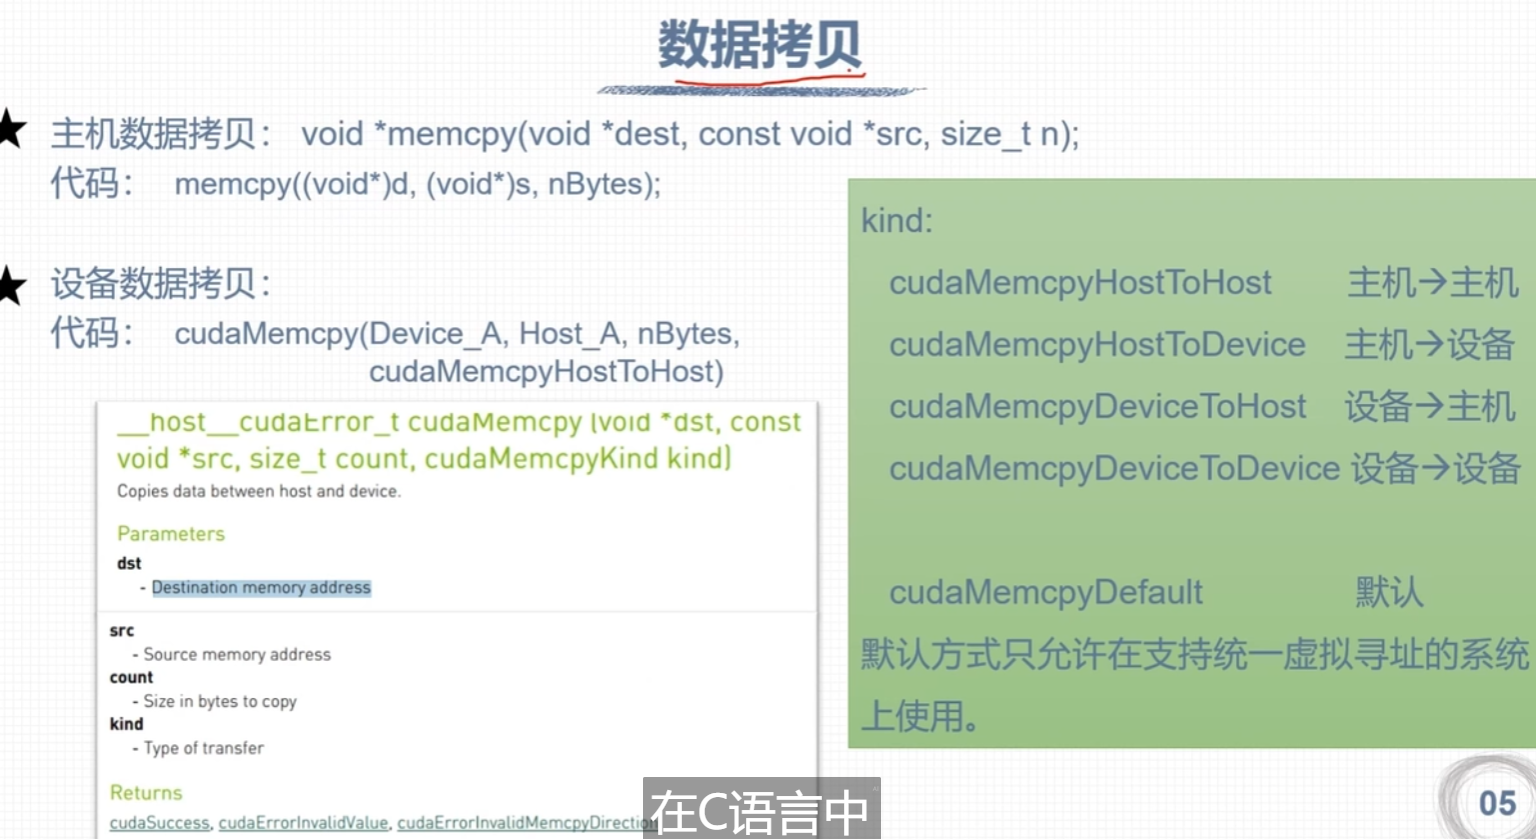 数据拷贝
主机数据拷贝： void *memcpy(void *dest, const void *src, size_t n);
代码： memcpy((void*)d, (void*)s, nBytes);
设备数据拷贝：
代码： cudaMemcpy(Device_A, Host_A, nBytes,
cudaMemcpyHostToHost)
__host__cudaError_t cudaMemcpy (void *dst, const
void *src, size_t count, cudaMemcpyKind kind)
Copies data between host and device.
Parameters
dst
- Destination memory address
src
- Source memory address
count
- Size in bytes to copy
kind
- Type of transfer
Returns
cudaSuccess, cudaErrorInvalidValue, cudaErrorInvalidMemcpyDirection
kind:
cudaMemcpyHostToHost 主机→主机
cudaMemcpyHostToDevice 主机→设备
cudaMemcpyDeviceToHost 设备→主机
cudaMemcpyDeviceToDevice 设备→设备
cudaMemcpyDefault 默认
默认方式只允许在支持统一虚拟寻址的系统
上使用。
在C语言中
05